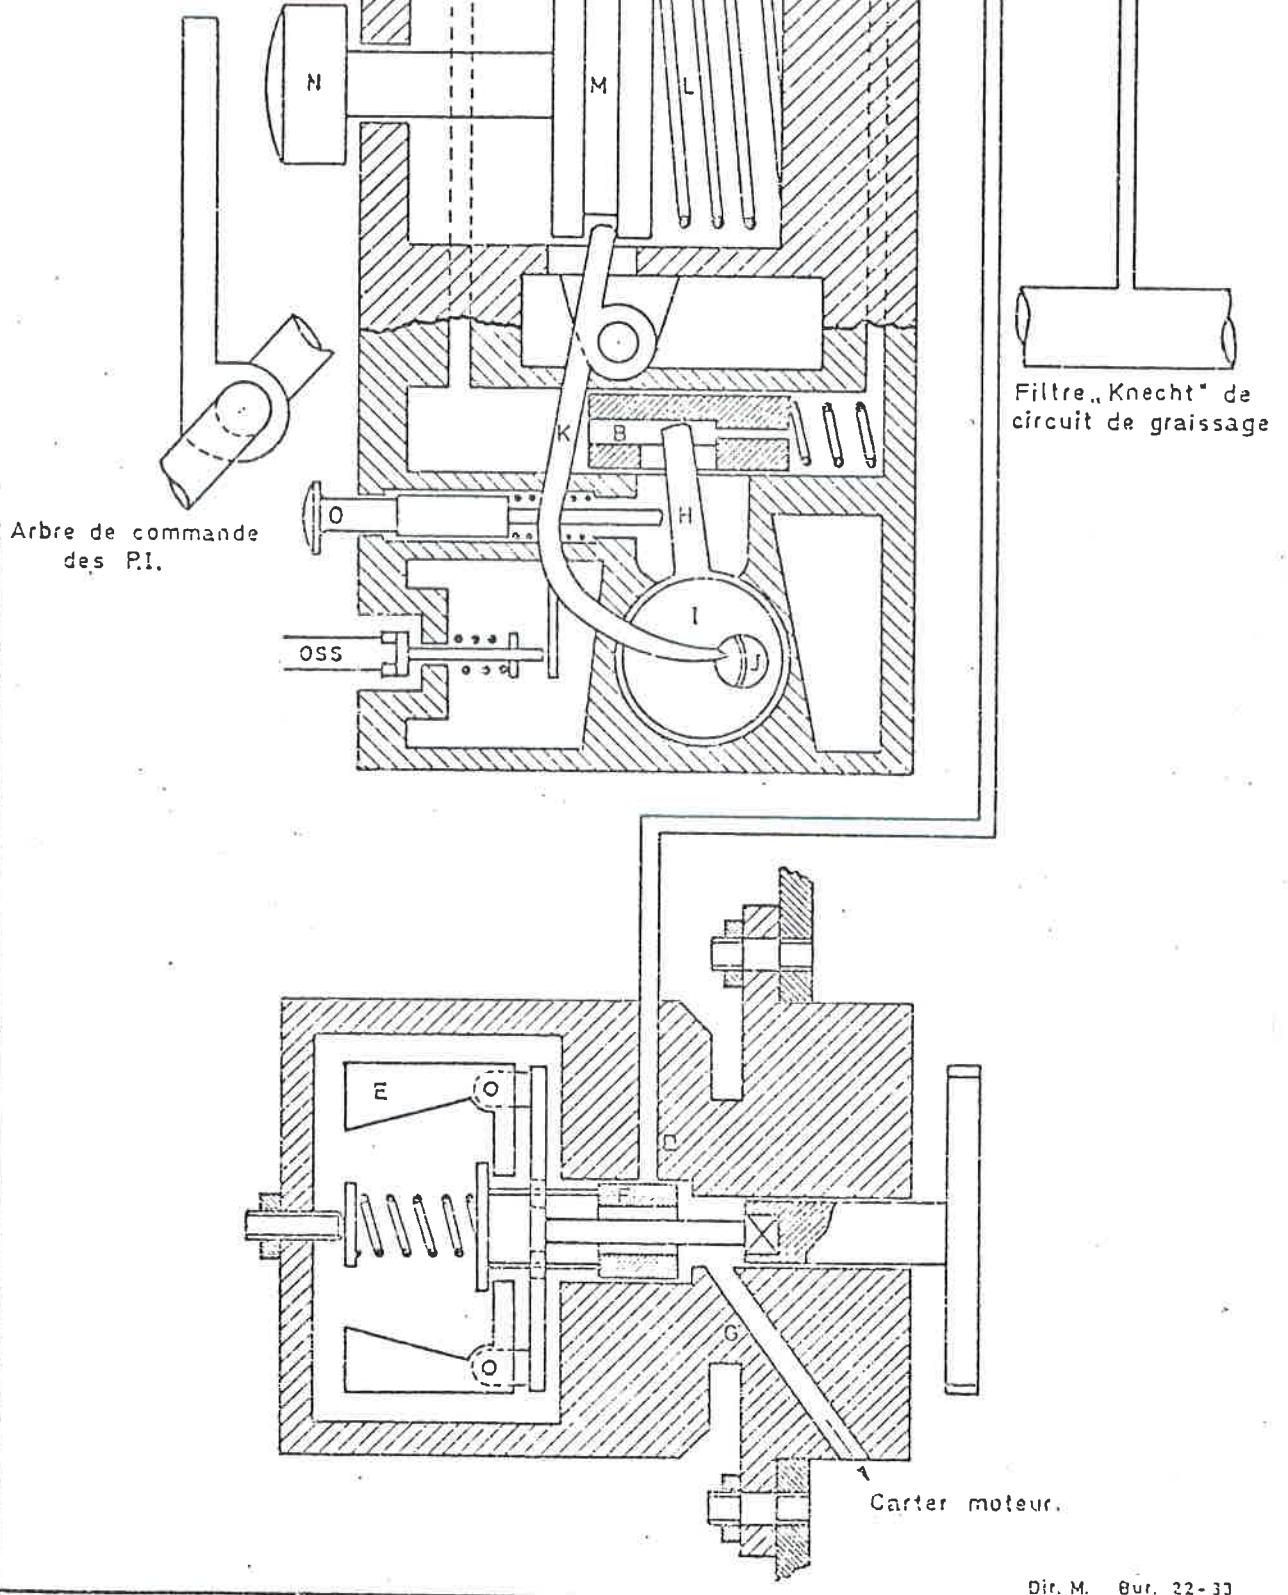 N
M
L
Filtre „Knecht" de
circuit de graissage
K
B
O
H
Arbre de commande
des P.I.
I
OSS
J
E
D
F
G
Carter moteur.
Dir. M. Bur. 22-33